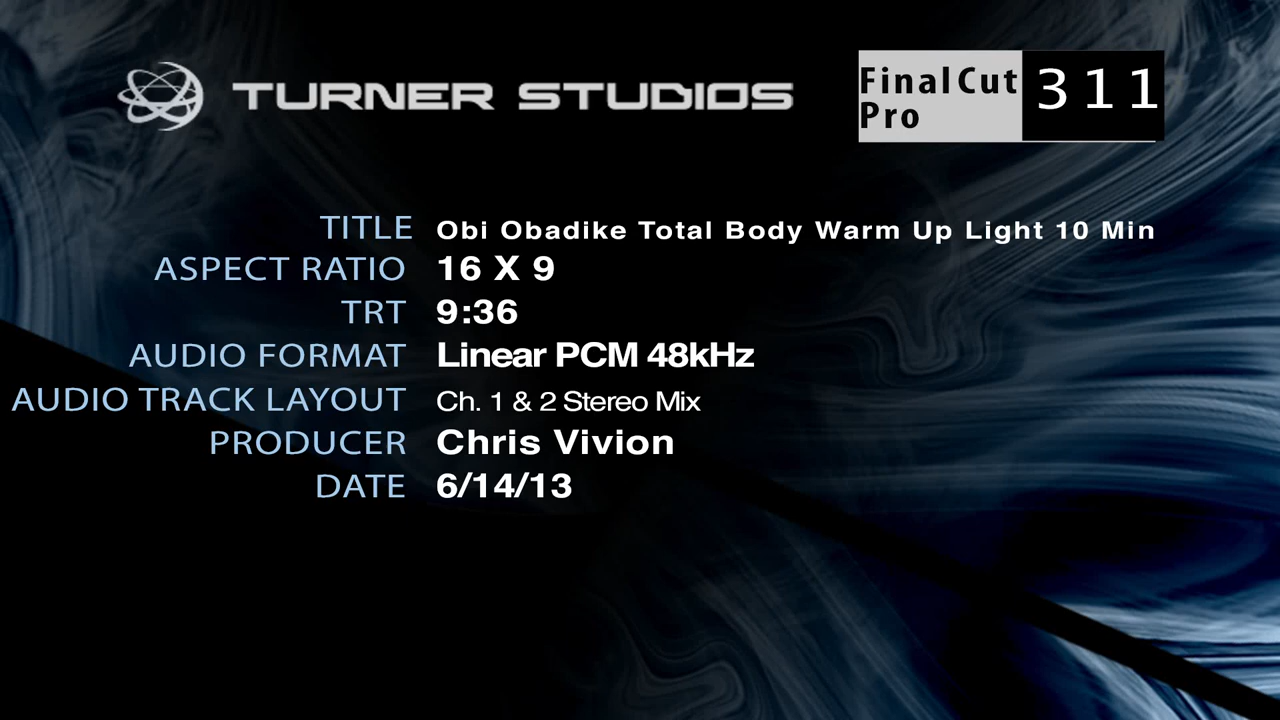 TURNER STUDIOS
Final Cut Pro 311
TITLE Obi Obadike Total Body Warm Up Light 10 Min
ASPECT RATIO 16 X 9
TRT 9:36
AUDIO FORMAT Linear PCM 48kHz
AUDIO TRACK LAYOUT Ch. 1 & 2 Stereo Mix
PRODUCER Chris Vivion
DATE 6/14/13